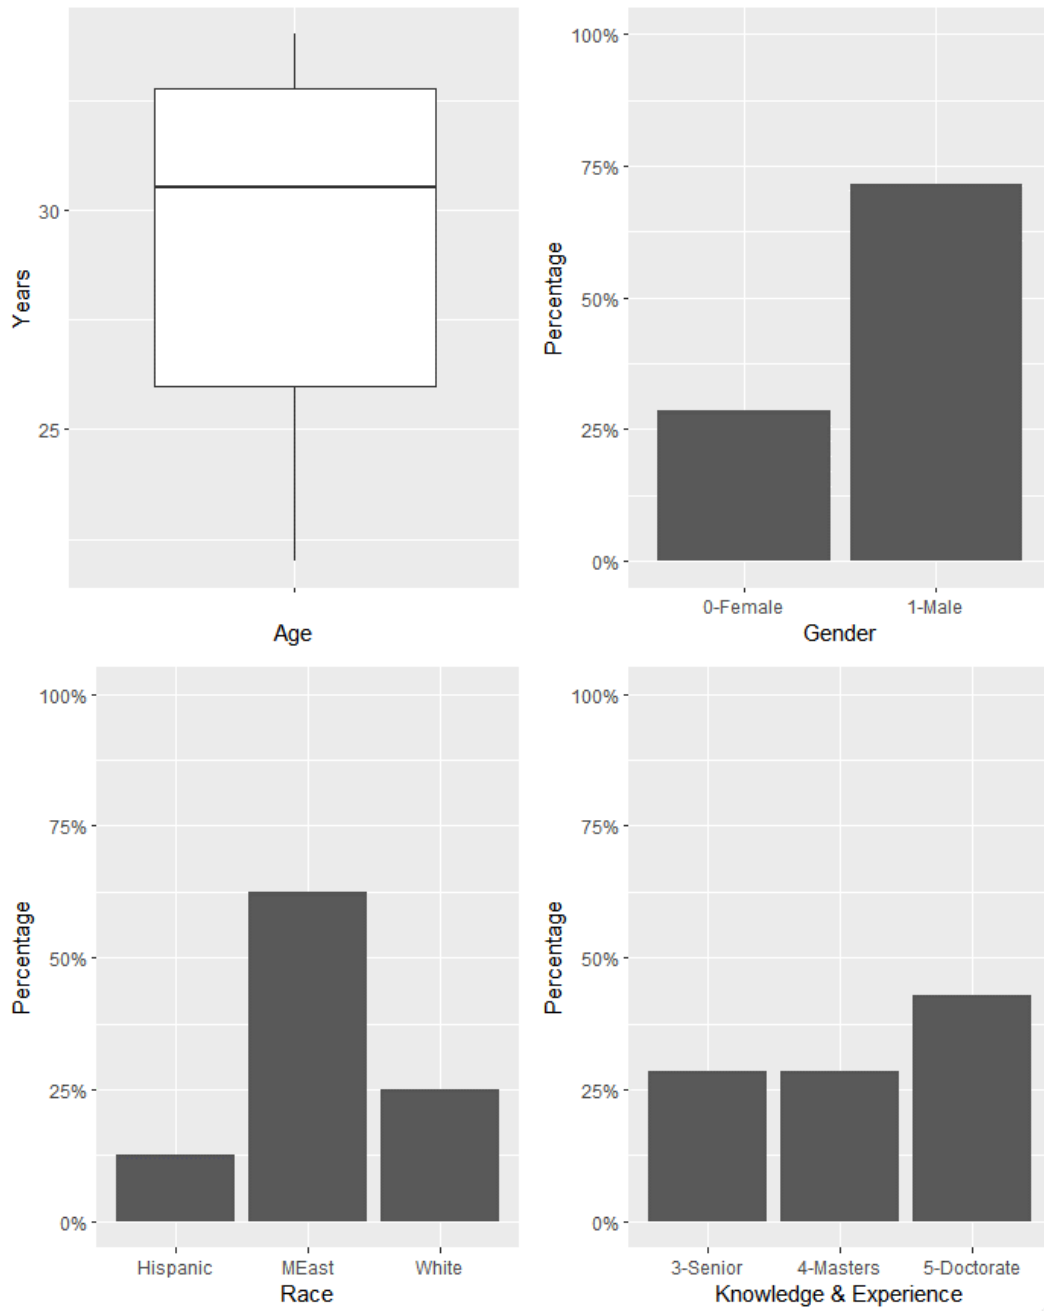 Years
30
25
Age
Percentage
100%
75%
50%
25%
0%
0-Female 1-Male
Gender
Percentage
100%
75%
50%
25%
0%
Hispanic MEast White
Race
Percentage
100%
75%
50%
25%
0%
3-Senior 4-Masters 5-Doctorate
Knowledge & Experience